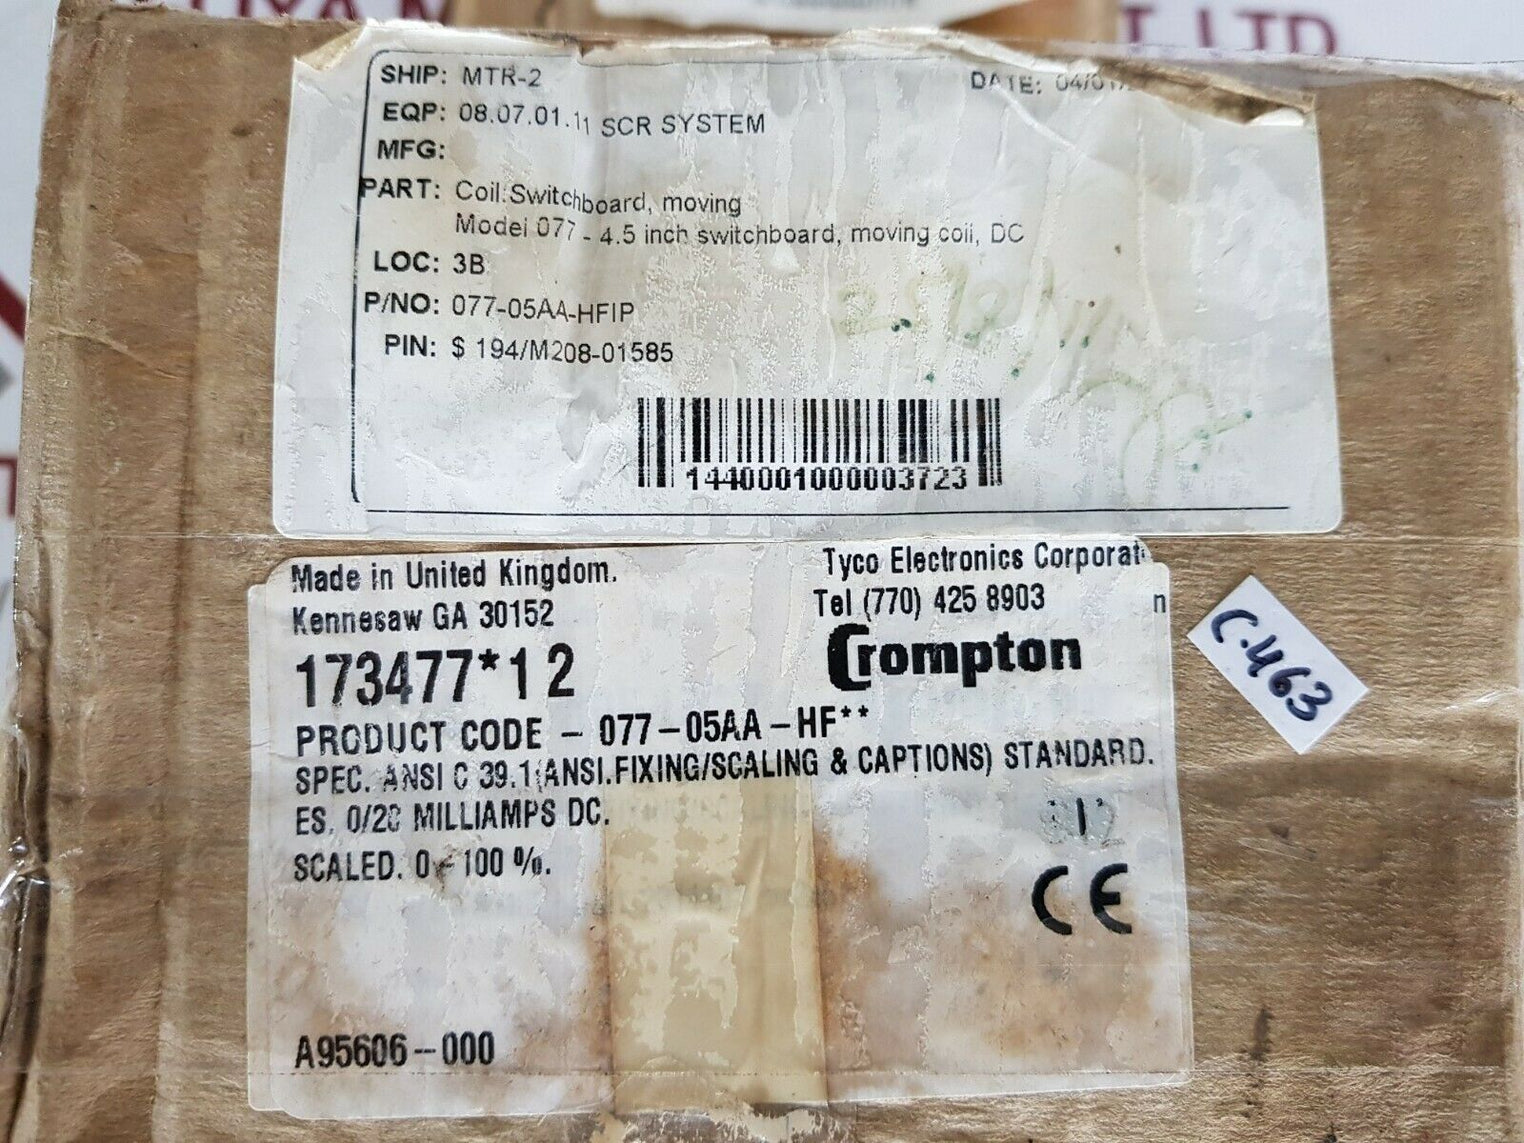 SHIP: MTR-2
DATE: 04/01/
EQP: 08.07.01.11 SCR SYSTEM
MFG:
PART: Coil:Switchboard, moving
Model 077 - 4.5 inch switchboard, moving coil, DC
LOC: 3B
P/NO: 077-05AA-HFIP
PIN: $ 194/M208-01585
1440001000003723
Made in United Kingdom.
Kennesaw GA 30152
Tyco Electronics Corporat
n
Tel (770) 425 8903
173477*1 2
Crompton
PRODUCT CODE - 077-05AA-HF**
SPEC. ANSI C 39.1(ANSI.FIXING/SCALING & CAPTIONS) STANDARD.
ES. 0/20 MILLIAMPS DC.
SCALED. 0-100 %.
CE
A95606-000
C.463
LTD